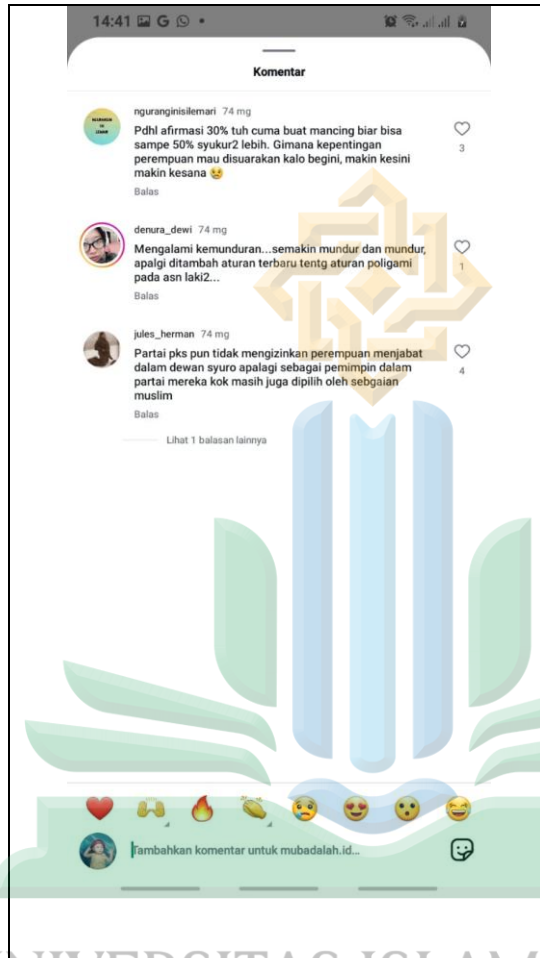 14:41
Komentar
nguranginisilemari 74 mg
Pdhl afirmasi 30% tuh cuma buat mancing biar bisa
sampe 50% syukur2 lebih. Gimana kepentingan
perempuan mau disuarakan kalo begini, makin kesini
makin kesana 😢
3
Balas
denura_dewi 74 mg
Mengalami kemunduran...semakin mundur dan mundur,
apalgi ditambah aturan terbaru tentg aturan poligami
pada asn laki2...
1
Balas
jules_herman 74 mg
Partai pks pun tidak mengizinkan perempuan menjabat
dalam dewan syuro apalagi sebagai pemimpin dalam
partai mereka kok masih juga dipilih oleh sebgaian
muslim
4
Balas
Lihat 1 balasan lainnya
Tambahkan komentar untuk mubadalah.id...